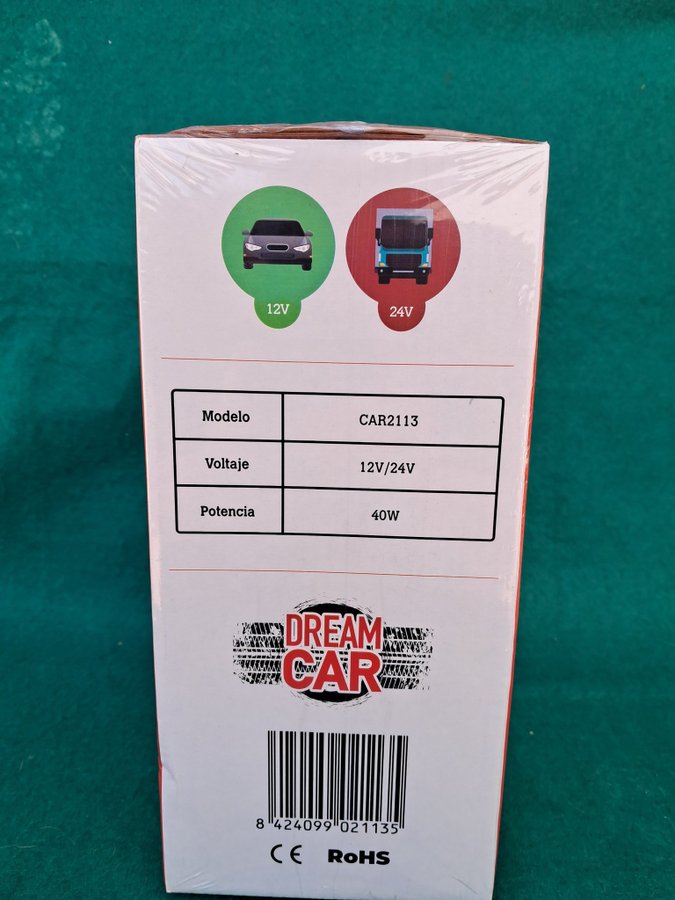 12V 24V
Modelo CAR2113
Voltaje 12V/24V
Potencia 40W
DREAM
CAR
8 424099 021135
CE RoHS